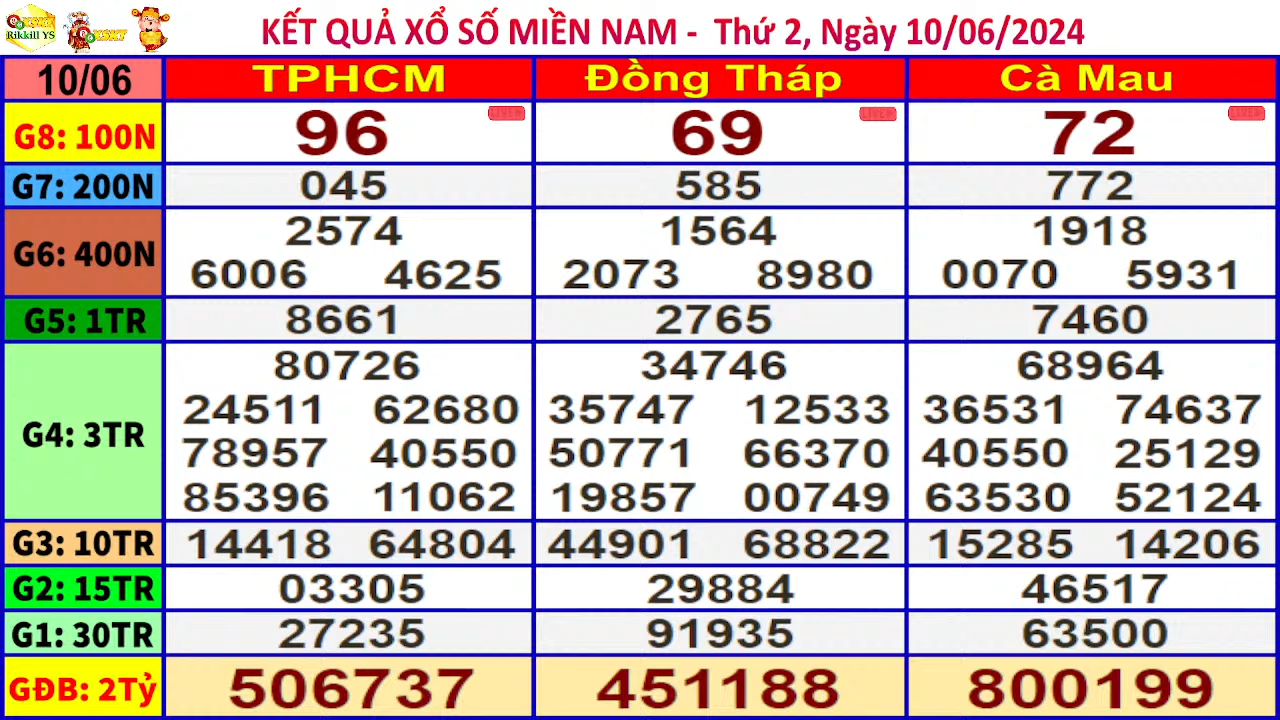 XSKT
Rikkill YS
XSKT
KẾT QUẢ XỔ SỐ MIỀN NAM - Thứ 2, Ngày 10/06/2024
10/06 TPHCM Đồng Tháp Cà Mau
G8: 100N 96 69 72
G7: 200N 045 585 772
2574 1564 1918
G6: 400N
6006 4625 2073 8980 0070 5931
G5: 1TR 8661 2765 7460
80726 34746 68964
24511 62680 35747 12533 36531 74637
G4: 3TR
78957 40550 50771 66370 40550 25129
85396 11062 19857 00749 63530 52124
G3: 10TR 14418 64804 44901 68822 15285 14206
G2: 15TR 03305 29884 46517
G1: 30TR 27235 91935 63500
GĐB: 2Tỷ 506737 451188 800199